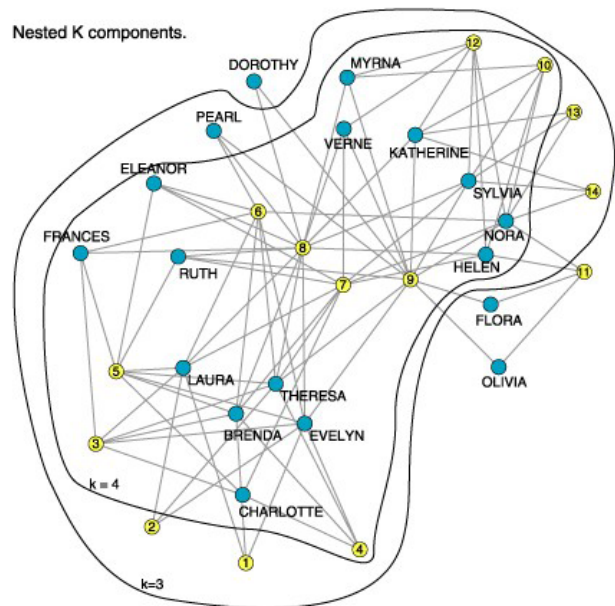 Nested K components.
12
10
DOROTHY
MYRNA
13
PEARL
VERNE
KATHERINE
ELEANOR
SYLVIA
14
6
NORA
FRANCES
8
RUTH
HELEN
11
7
9
FLORA
5
LAURA
OLIVIA
THERESA
BRENDA
EVELYN
3
k = 4
CHARLOTTE
2
4
1
k=3